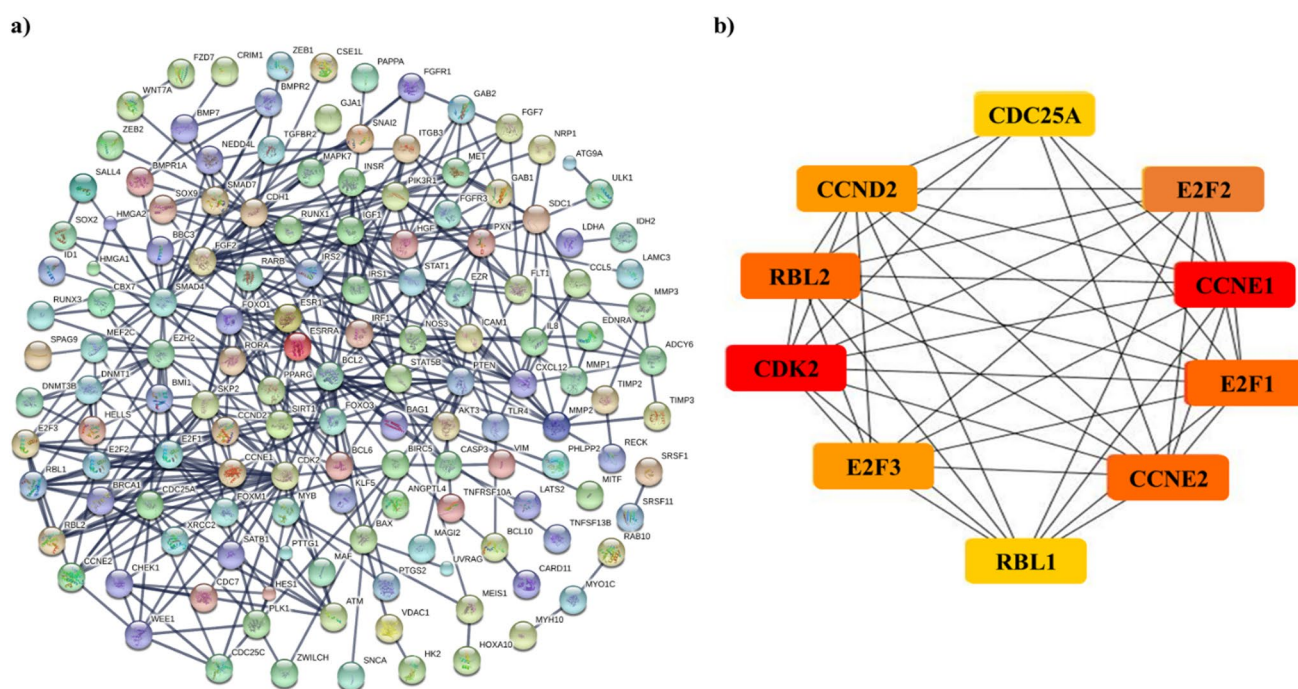 a)
b)
FZD7
CRIM1
ZEB1
CSE1L
PAPPA
FGFR1
WNT7A
BMPR2
GJA1
GAB2
FGF7
BMP7
SNAI2
ITGB3
NRP1
ZEB2
NEDD4L
TGFBR2
MAPK7
INSR
MET
ATG9A
BMPR1A
SMAD7
CDH1
PIK3R1
GAB1
ULK1
SALL4
SOX9
FGFR3
SDC1
SOX2
HMGA2
RUNX1
IGF1
HGF
PXN
LDHA
IDH2
BBC3
FGF2
ID1
HMGA1
RARB
IRS2
IRS1
STAT1
EZR
FLT1
CCL5
LAMC3
RUNX3
CBX7
SMAD4
FOXO1
ESR1
MMP3
IRF1
NOS3
ICAM1
IL8
EDNRA
SPAG9
MEF2C
EZH2
RORA
ESRRA
ADCY6
DNMT3B
DNMT1
BMI1
SKP2
PPARG
BCL2
STAT5B
PTEN
CXCL12
MMP1
TIMP2
TIMP3
HELLS
CCND2
SIRT1
FOXO3
BAG1
AKT3
TLR4
MMP2
E2F3
E2F2
E2F1
CCNE1
CDK2
BCL6
BIRC5
CASP3
VIM
PHLPP2
RECK
SRSF1
RBL1
BRCA1
CDC25A
FOXM1
MYB
KLF5
ANGPTL4
TNFRSF10A
LATS2
MITF
SRSF11
RBL2
XRCC2
SATB1
PTTG1
BAX
MAGI2
BCL10
TNFSF13B
RAB10
CCNE2
CHEK1
CDC7
HES1
MAF
PTGS2
UVRAG
CARD11
MYO1C
WEE1
PLK1
ATM
VDAC1
MEIS1
MYH10
CDC25C
ZWILCH
SNCA
HK2
HOXA10
CDC25A
CCND2
E2F2
RBL2
CCNE1
CDK2
E2F1
E2F3
CCNE2
RBL1